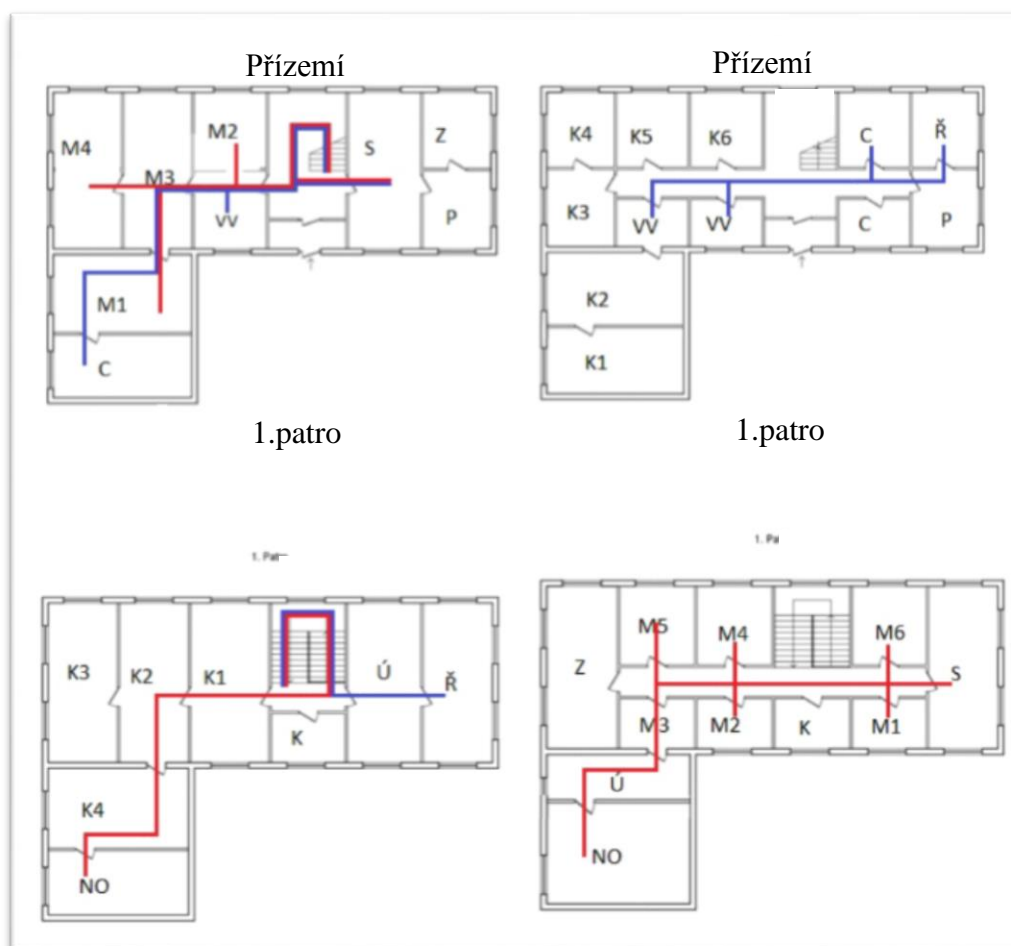 Přízemí
M4
M3
M2
S
Z
P
VV
M1
C
Přízemí
K4
K5
K6
C
Ř
K3
VV
VV
C
P
K2
K1
1.patro
1.patro
K3
K2
K1
Ú
Ř
K
K4
NO
Z
M5
M4
M6
S
M3
M2
K
M1
Ú
NO